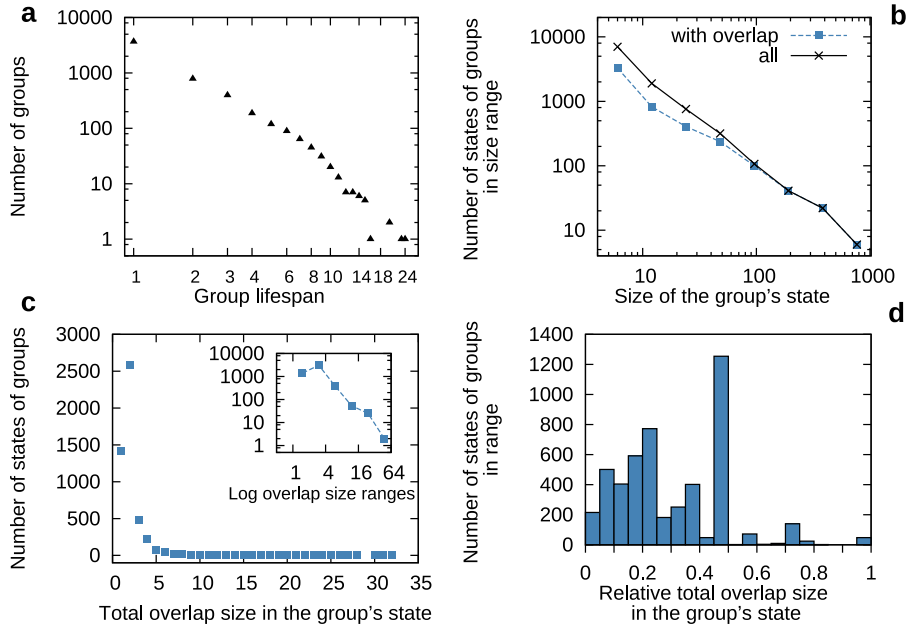 a
Number of groups
10000
1000
100
10
1
1 2 3 4 6 8 10 14 18 24
Group lifespan
b
Number of states of groups
in size range
10000
1000
100
10
with overlap
all
10 100 1000
Size of the group's state
c
Number of states of groups
3000
2500
2000
1500
1000
500
0
0 5 10 15 20 25 30 35
Total overlap size in the group's state
10000
1000
100
10
1
1 4 16 64
Log overlap size ranges
d
Number of states of groups
in range
1400
1200
1000
800
600
400
200
0
0 0.2 0.4 0.6 0.8 1
Relative total overlap size
in the group's state